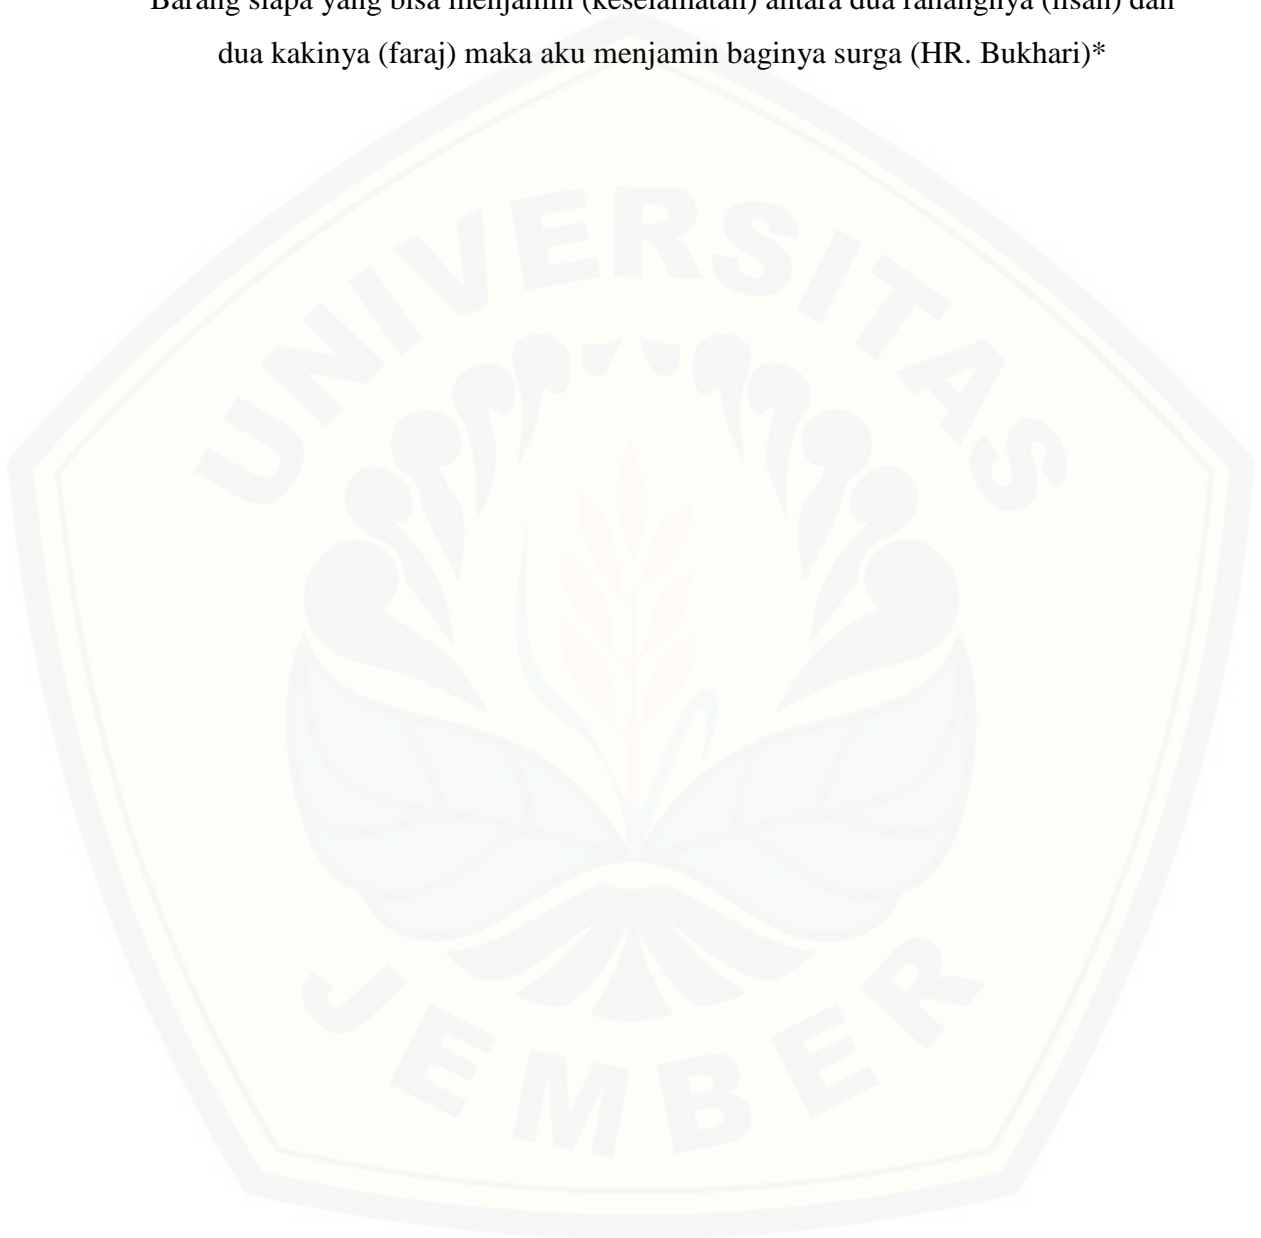 Barang siapa yang bisa menjamin (keselamatan) antara dua rahangnya (lisan) dan
dua kakinya (faraj) maka aku menjamin baginya surga (HR. Bukhari)*
UNIVERSITAS
JEMBER